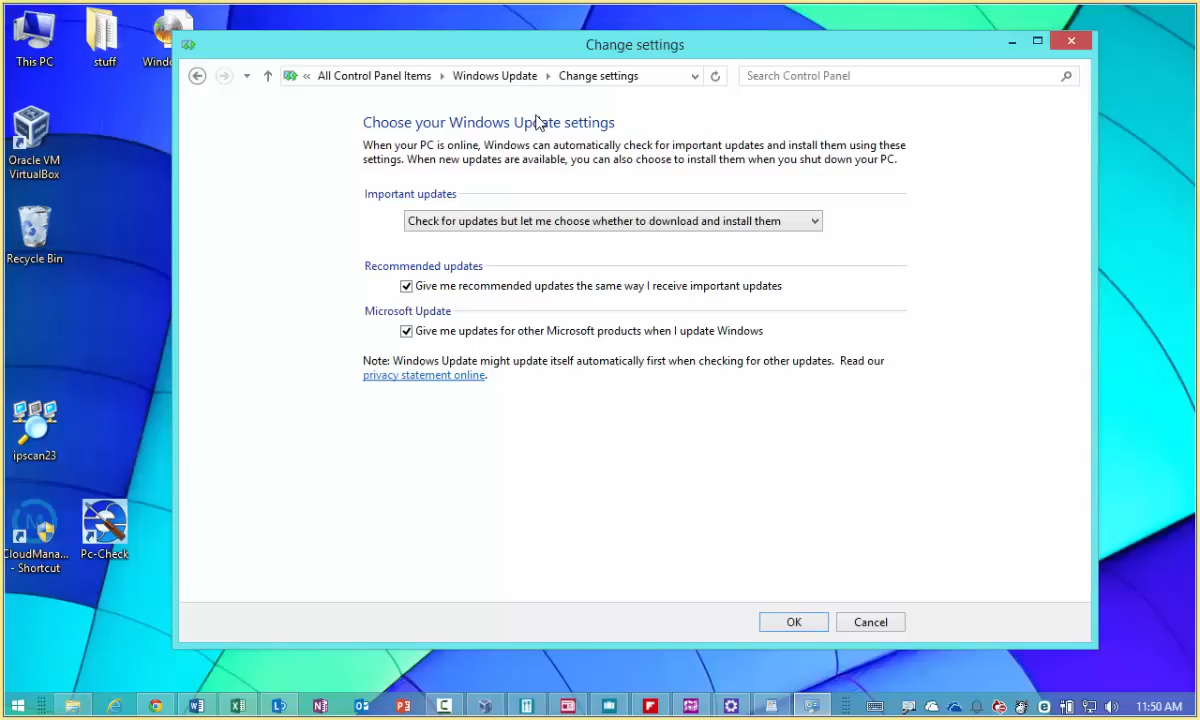 This PC
stuff
Change settings
« All Control Panel Items
Windows Update
Change settings
Search Control Panel
Oracle VM
VirtualBox
Recycle Bin
ipscan23
CloudMana...
- Shortcut
Pc-Check
Choose your Windows Update settings
When your PC is online, Windows can automatically check for important updates and install them using these
settings. When new updates are available, you can also choose to install them when you shut down your PC.
Important updates
Check for updates but let me choose whether to download and install them
Recommended updates
Give me recommended updates the same way I receive important updates
Microsoft Update
Give me updates for other Microsoft products when I update Windows
Note: Windows Update might update itself automatically first when checking for other updates. Read our
privacy statement online.
OK
Cancel
11:50 AM